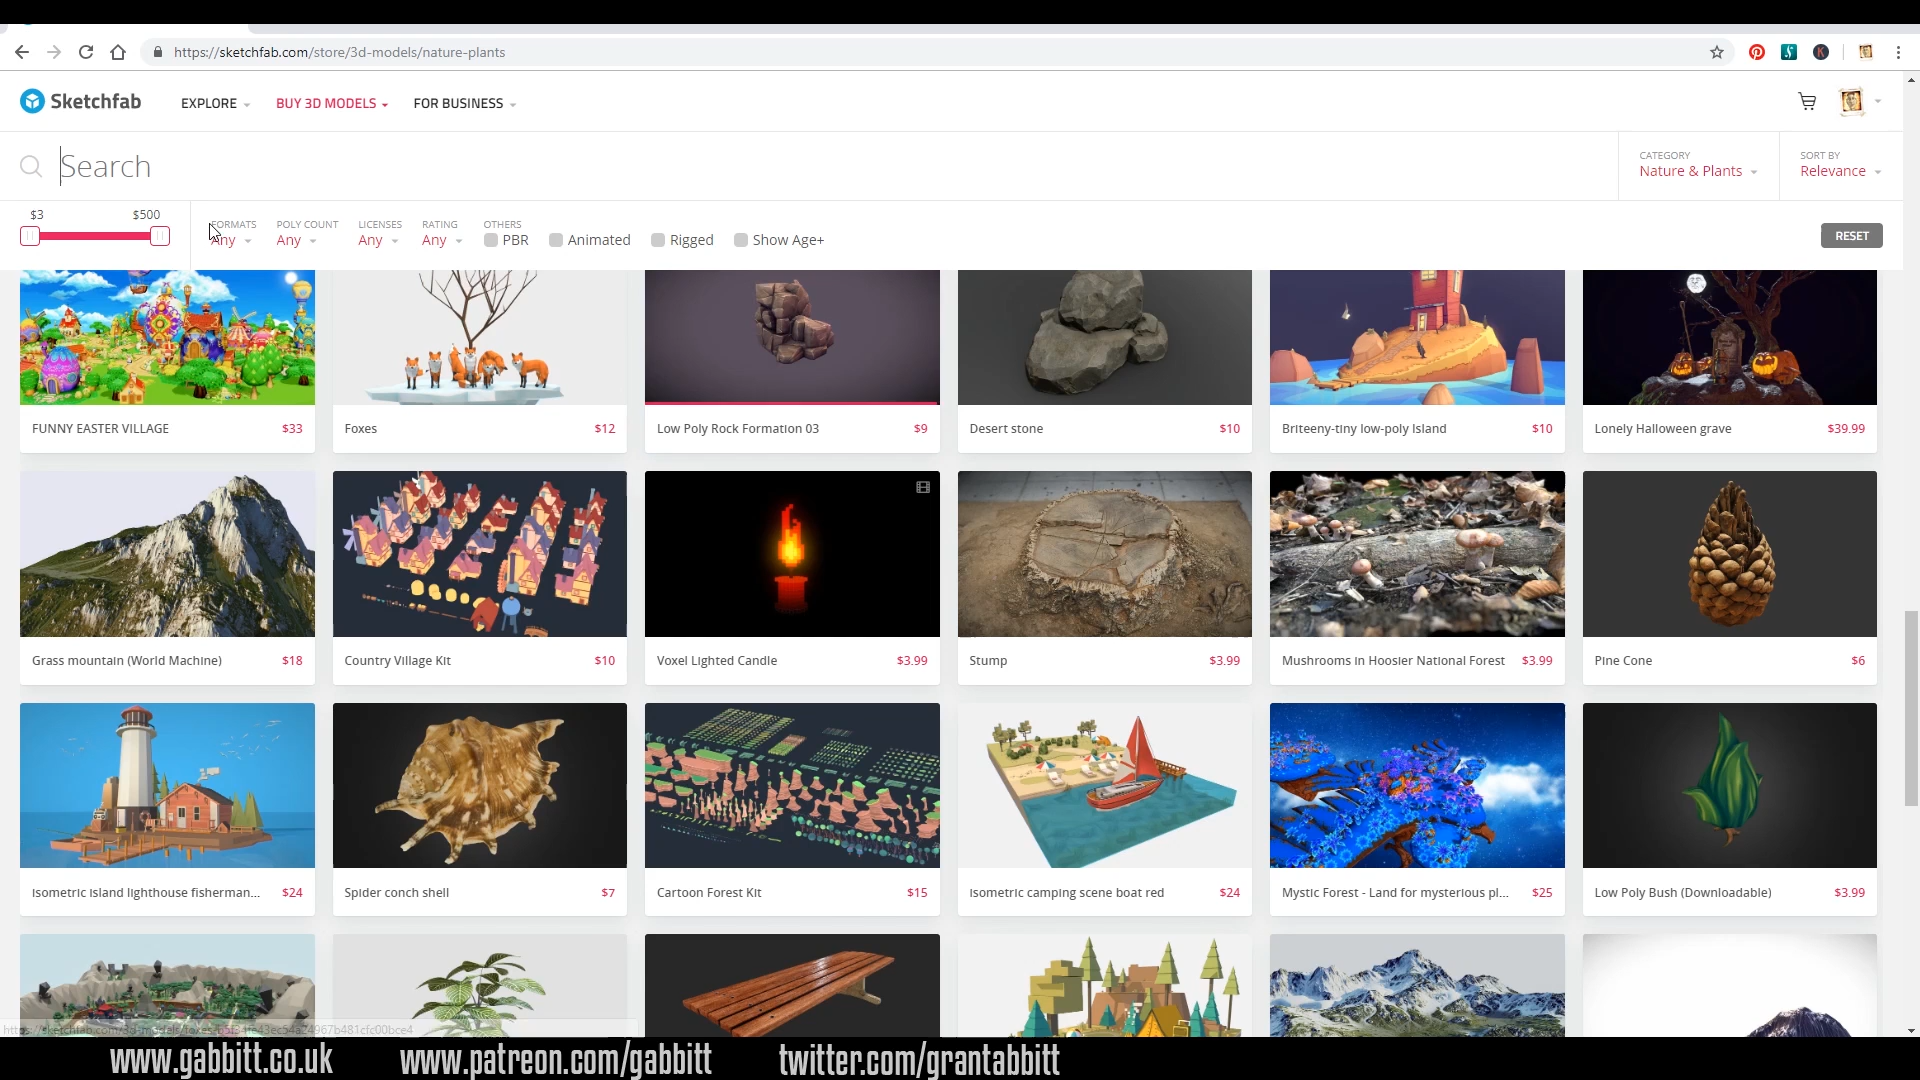 https://sketchfab.com/store/3d-models/nature-plants
Sketchfab
EXPLORE
BUY 3D MODELS
FOR BUSINESS
Search
CATEGORY
Nature & Plants
SORT BY
Relevance
$3
$500
FORMATS
Any
POLY COUNT
Any
LICENSES
Any
RATING
Any
OTHERS
PBR
Animated
Rigged
Show Age+
RESET
FUNNY EASTER VILLAGE $33
Foxes $12
Low Poly Rock Formation 03 $9
Desert stone $10
Briteeny-tiny low-poly Island $10
Lonely Halloween grave $39.99
Grass mountain (World Machine) $18
Country Village Kit $10
Voxel Lighted Candle $3.99
Stump $3.99
Mushrooms in Hoosier National Forest $3.99
Pine Cone $6
isometric island lighthouse fisherman... $24
Spider conch shell $7
Cartoon Forest Kit $15
isometric camping scene boat red $24
Mystic Forest - Land for mysterious pl... $25
Low Poly Bush (Downloadable) $3.99
www.gabbitt.co.uk
www.patreon.com/gabbitt
twitter.com/grantabbitt